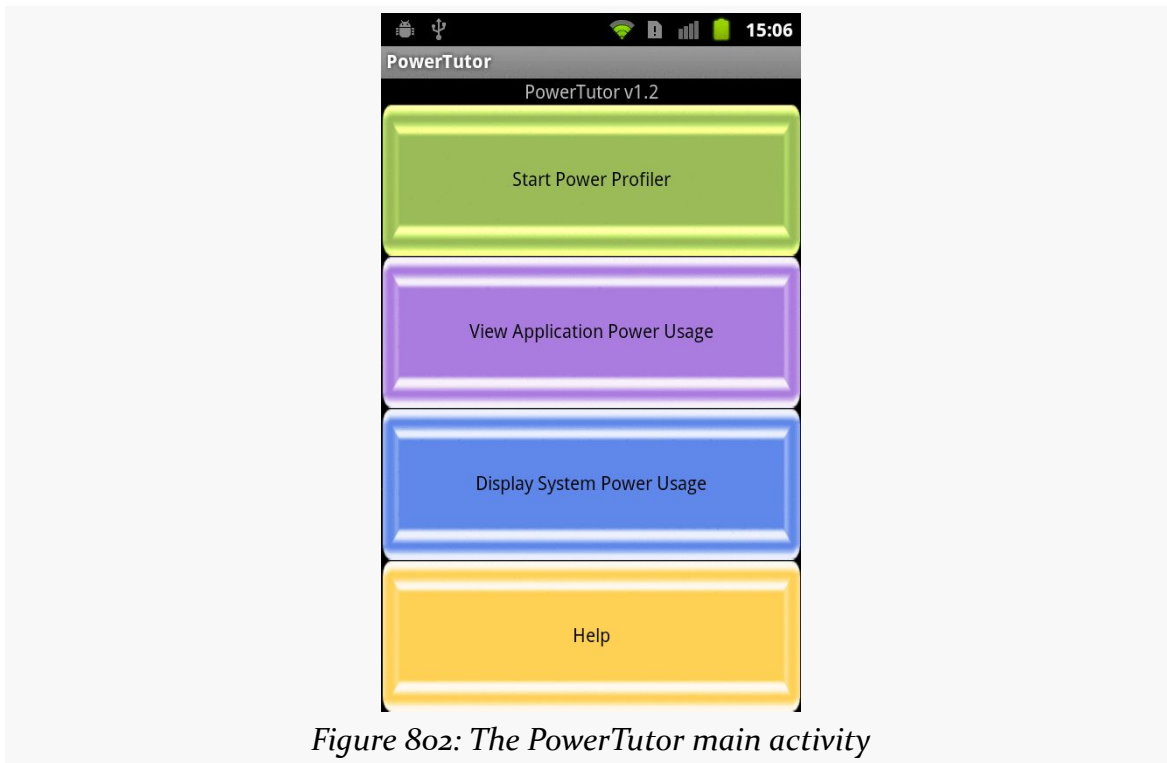 15:06
PowerTutor
PowerTutor v1.2
Start Power Profiler
View Application Power Usage
Display System Power Usage
Help
Figure 802: The PowerTutor main activity